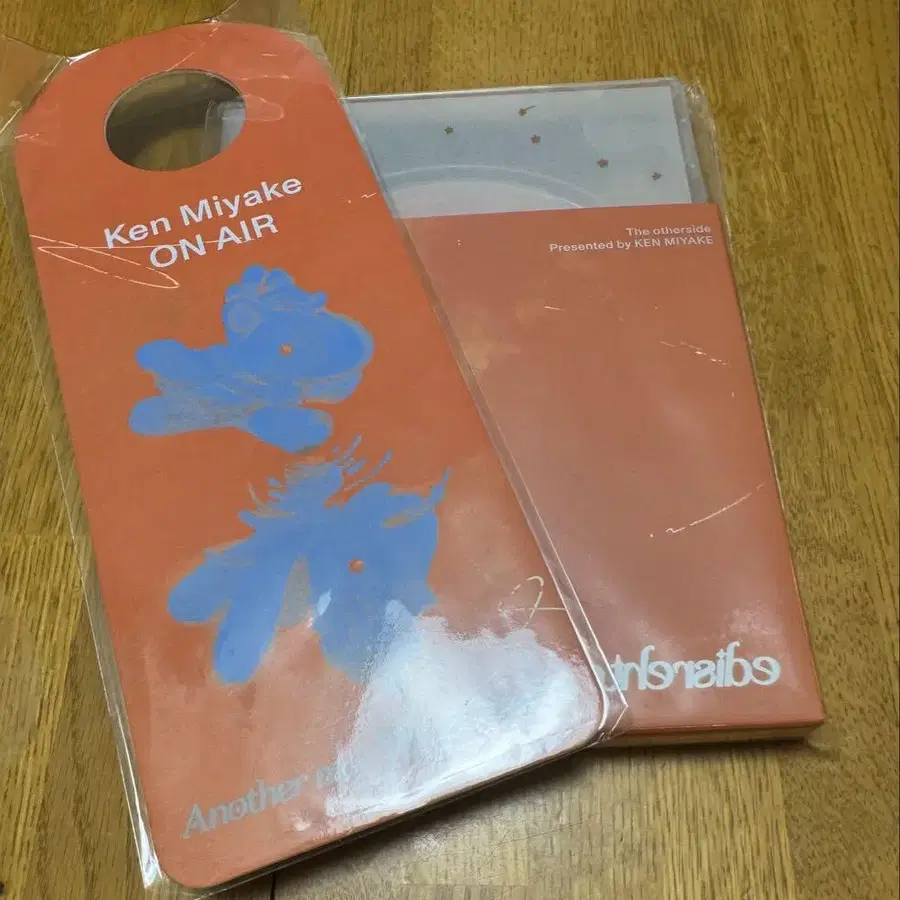 Ken Miyake
ON AIR
Another
The otherside
Presented by KEN MIYAKE